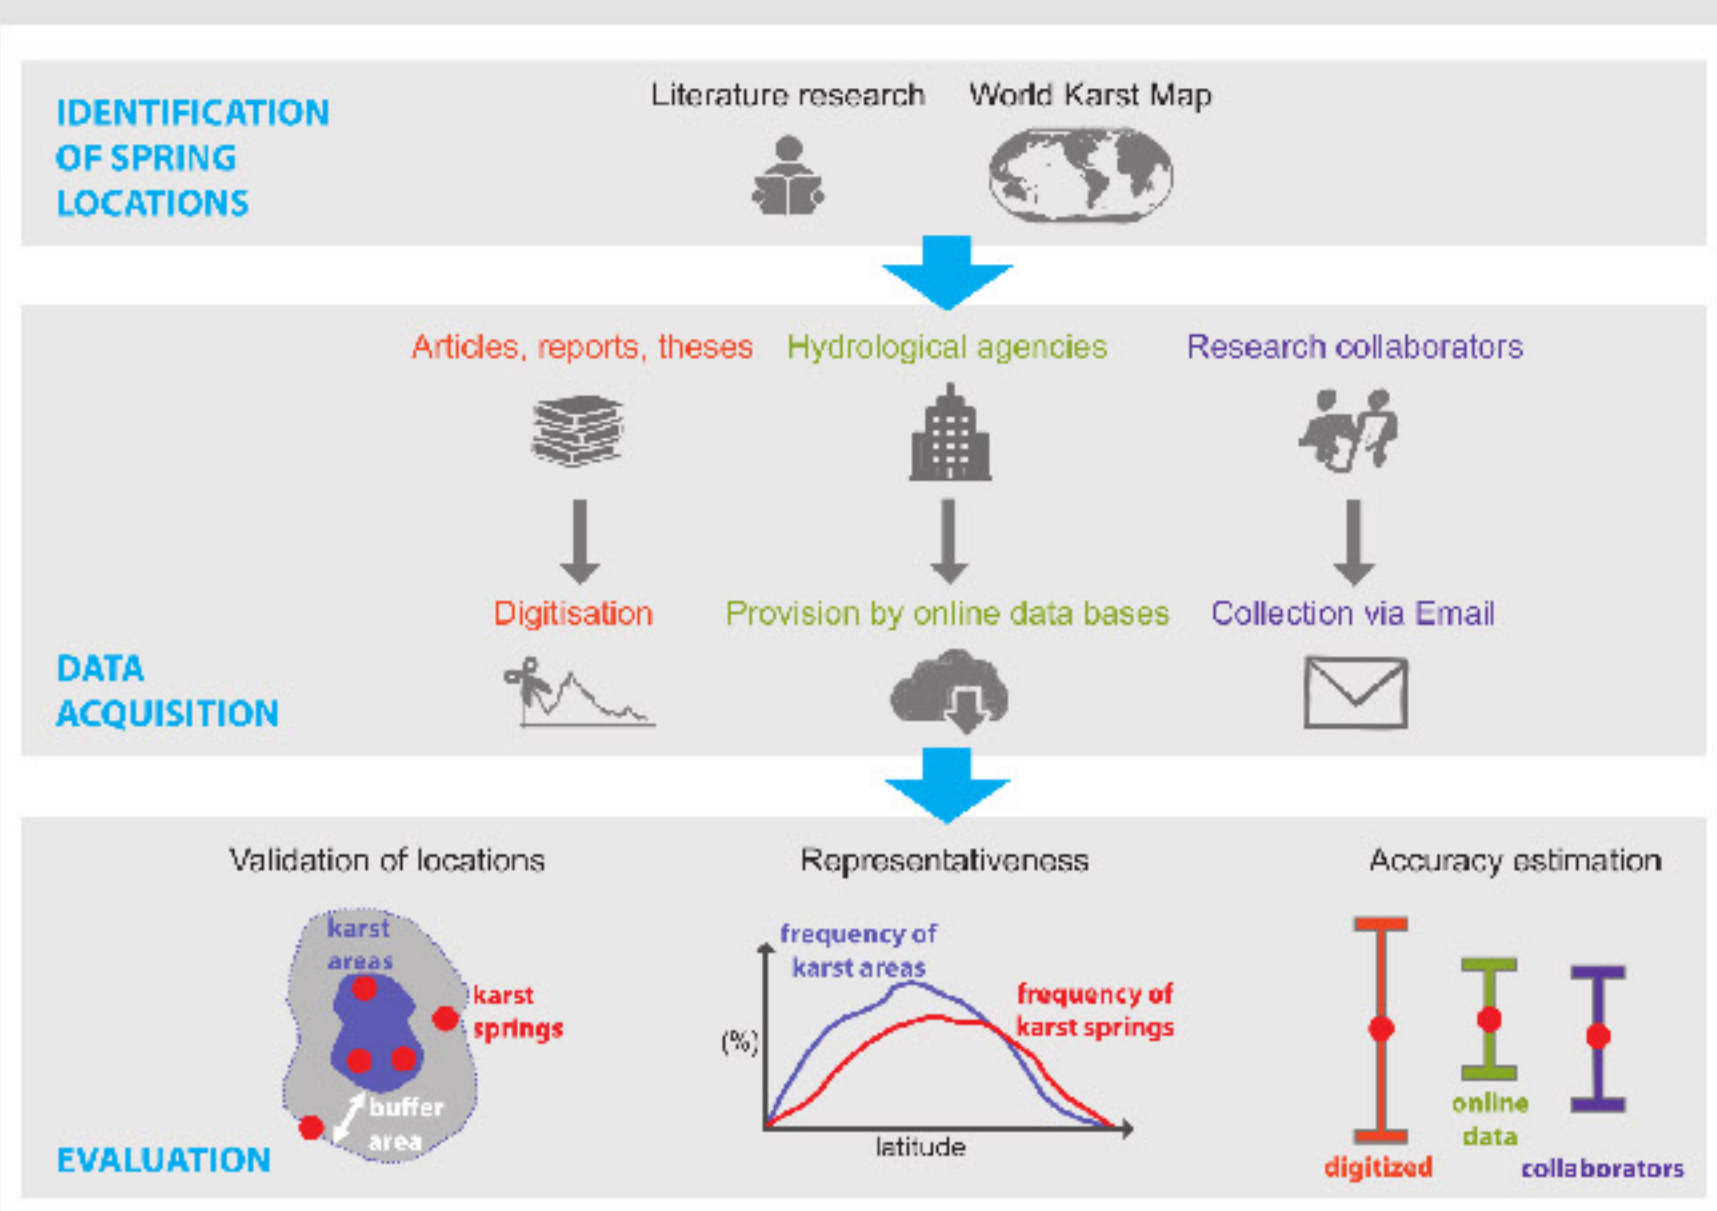 IDENTIFICATION
OF SPRING
LOCATIONS
Literature research
World Karst Map
Articles, reports, theses
Hydrological agencies
Research collaborators
Digitisation
Provision by online data bases
Collection via Email
DATA
ACQUISITION
Validation of locations
karst
areas
karst
springs
buffer
area
Representativeness
frequency of
karst areas
frequency of
karst springs
(%)
latitude
Accuracy estimation
digitized
online
data
collaborators
EVALUATION